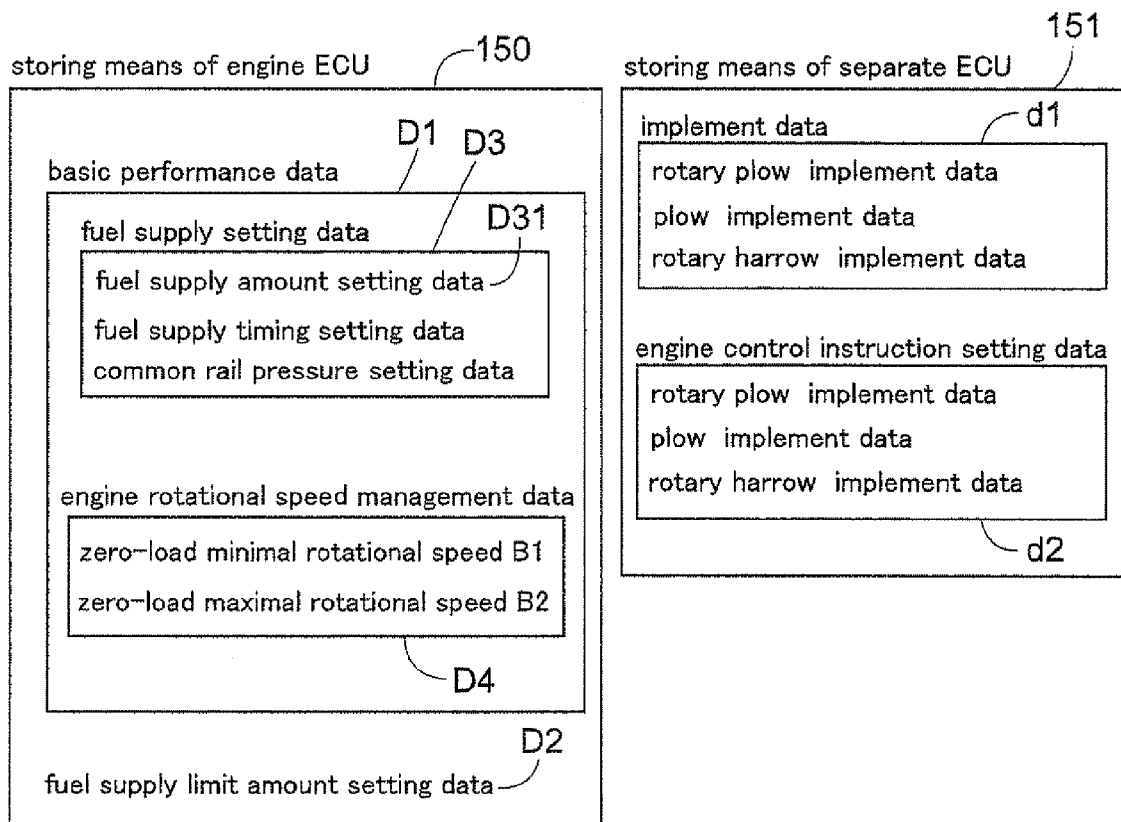 150
storing means of engine ECU
D1
D3
basic performance data
fuel supply setting data
D31
fuel supply amount setting data
fuel supply timing setting data
common rail pressure setting data
engine rotational speed management data
zero-load minimal rotational speed B1
zero-load maximal rotational speed B2
D4
D2
fuel supply limit amount setting data
151
storing means of separate ECU
d1
implement data
rotary plow implement data
plow implement data
rotary harrow implement data
engine control instruction setting data
rotary plow implement data
plow implement data
rotary harrow implement data
d2